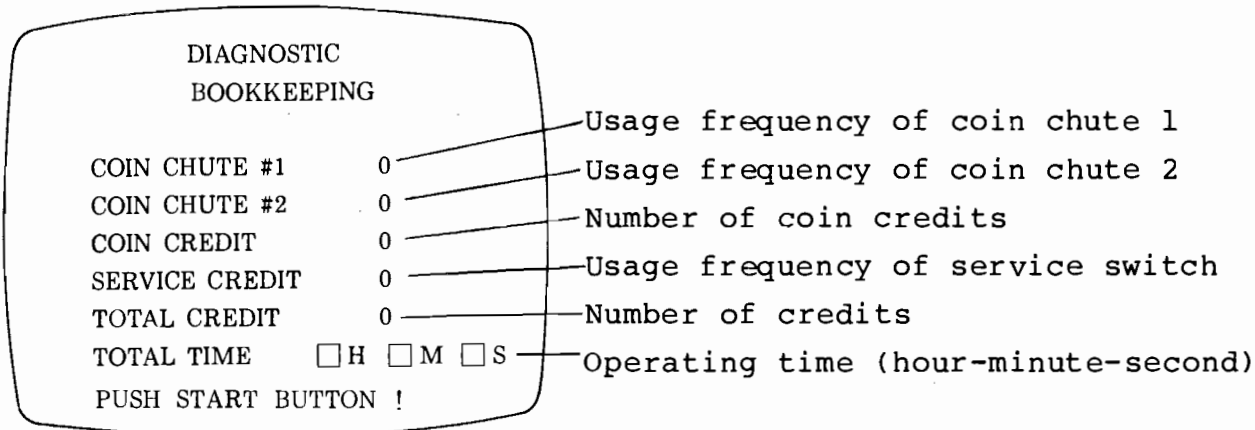 DIAGNOSTIC
BOOKKEEPING
COIN CHUTE #1 0 Usage frequency of coin chute 1
COIN CHUTE #2 0 Usage frequency of coin chute 2
COIN CREDIT 0 Number of coin credits
SERVICE CREDIT 0 Usage frequency of service switch
TOTAL CREDIT 0 Number of credits
TOTAL TIME □H □M □S Operating time (hour-minute-second)
PUSH START BUTTON !